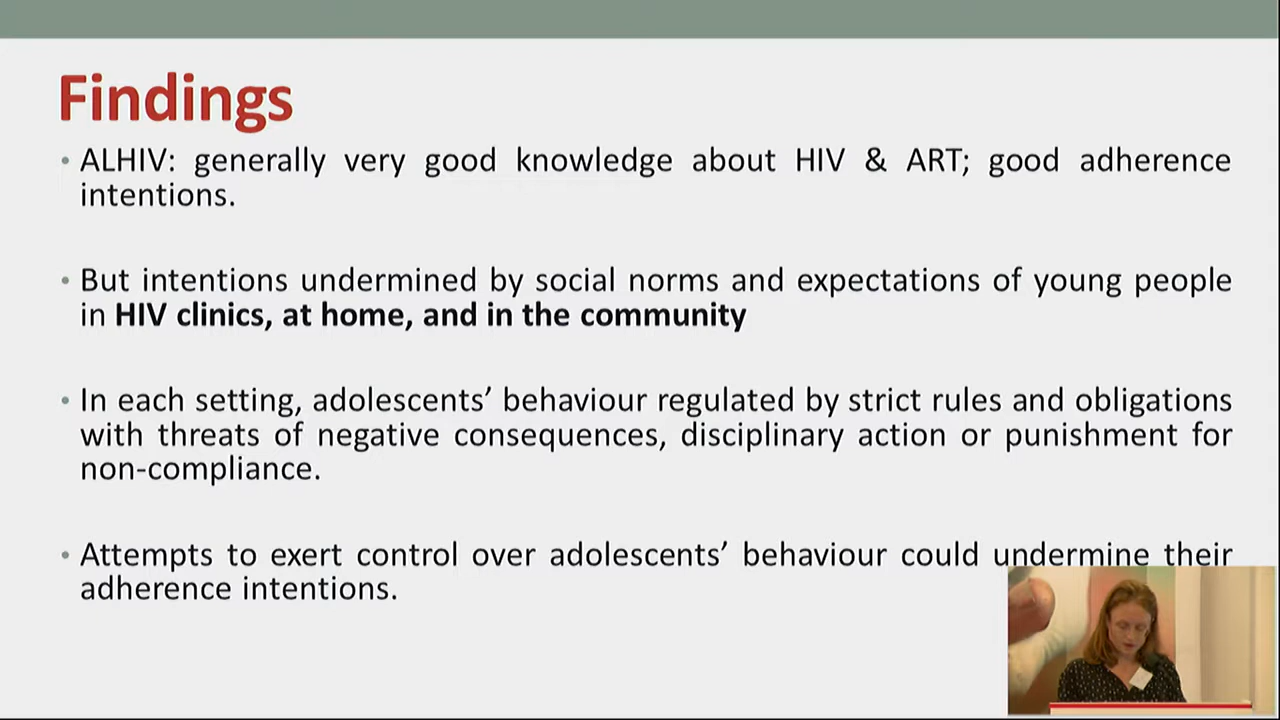 Findings
• ALHIV: generally very good knowledge about HIV & ART; good adherence
intentions.
• But intentions undermined by social norms and expectations of young people
in HIV clinics, at home, and in the community
• In each setting, adolescents’ behaviour regulated by strict rules and obligations
with threats of negative consequences, disciplinary action or punishment for
non-compliance.
• Attempts to exert control over adolescents’ behaviour could undermine their
adherence intentions.